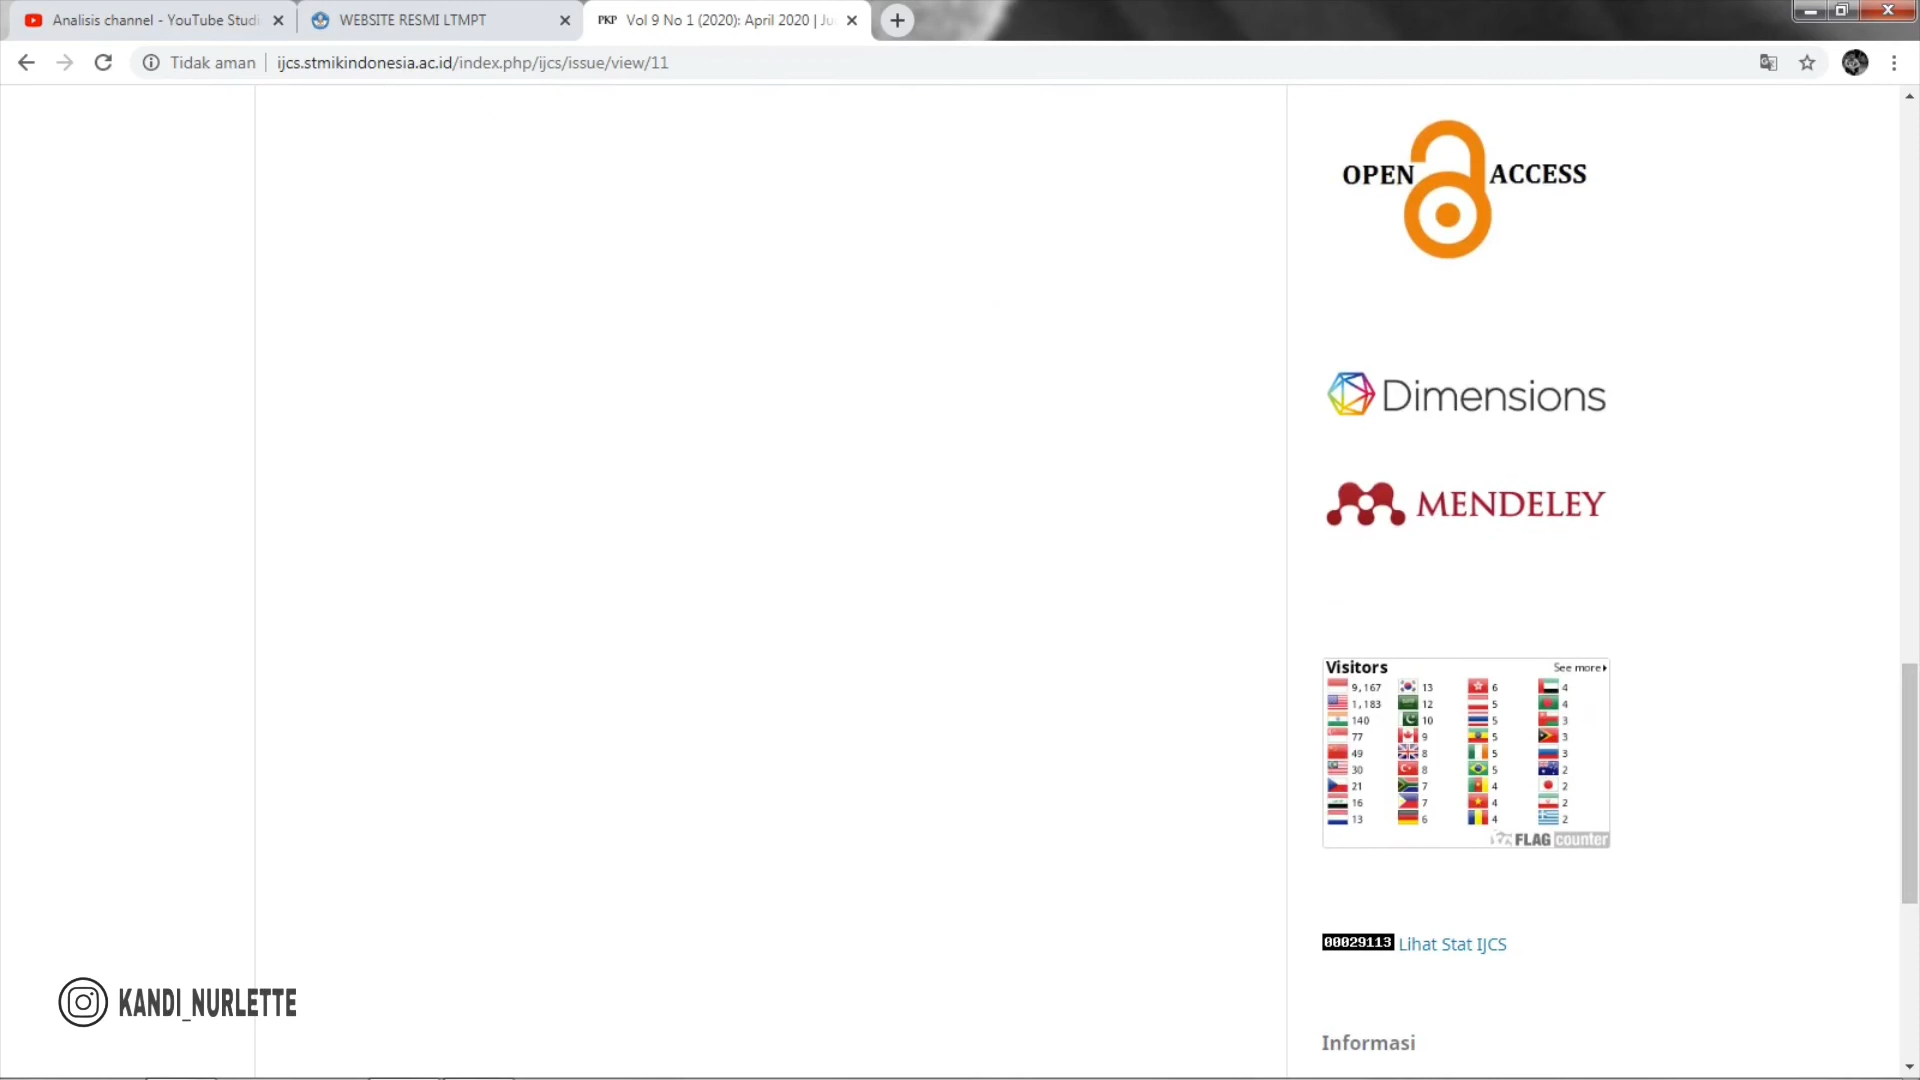 Analisis channel - YouTube Studi
WEBSITE RESMI LTMPT
PKP Vol 9 No 1 (2020): April 2020 | Ju
Tidak aman
ijcs.stmikindonesia.ac.id/index.php/ijcs/issue/view/11
OPEN ACCESS
Dimensions
MENDELEY
Visitors See more
9,167 13 6 4
1,183 12 5 4
140 10 5 3
77 9 5 3
49 8 5 3
30 8 5 2
21 7 4 2
16 7 4 2
13 6 4 2
FLAG counter
00029113 Lihat Stat IJCS
KANDI_NURLETTE
Informasi